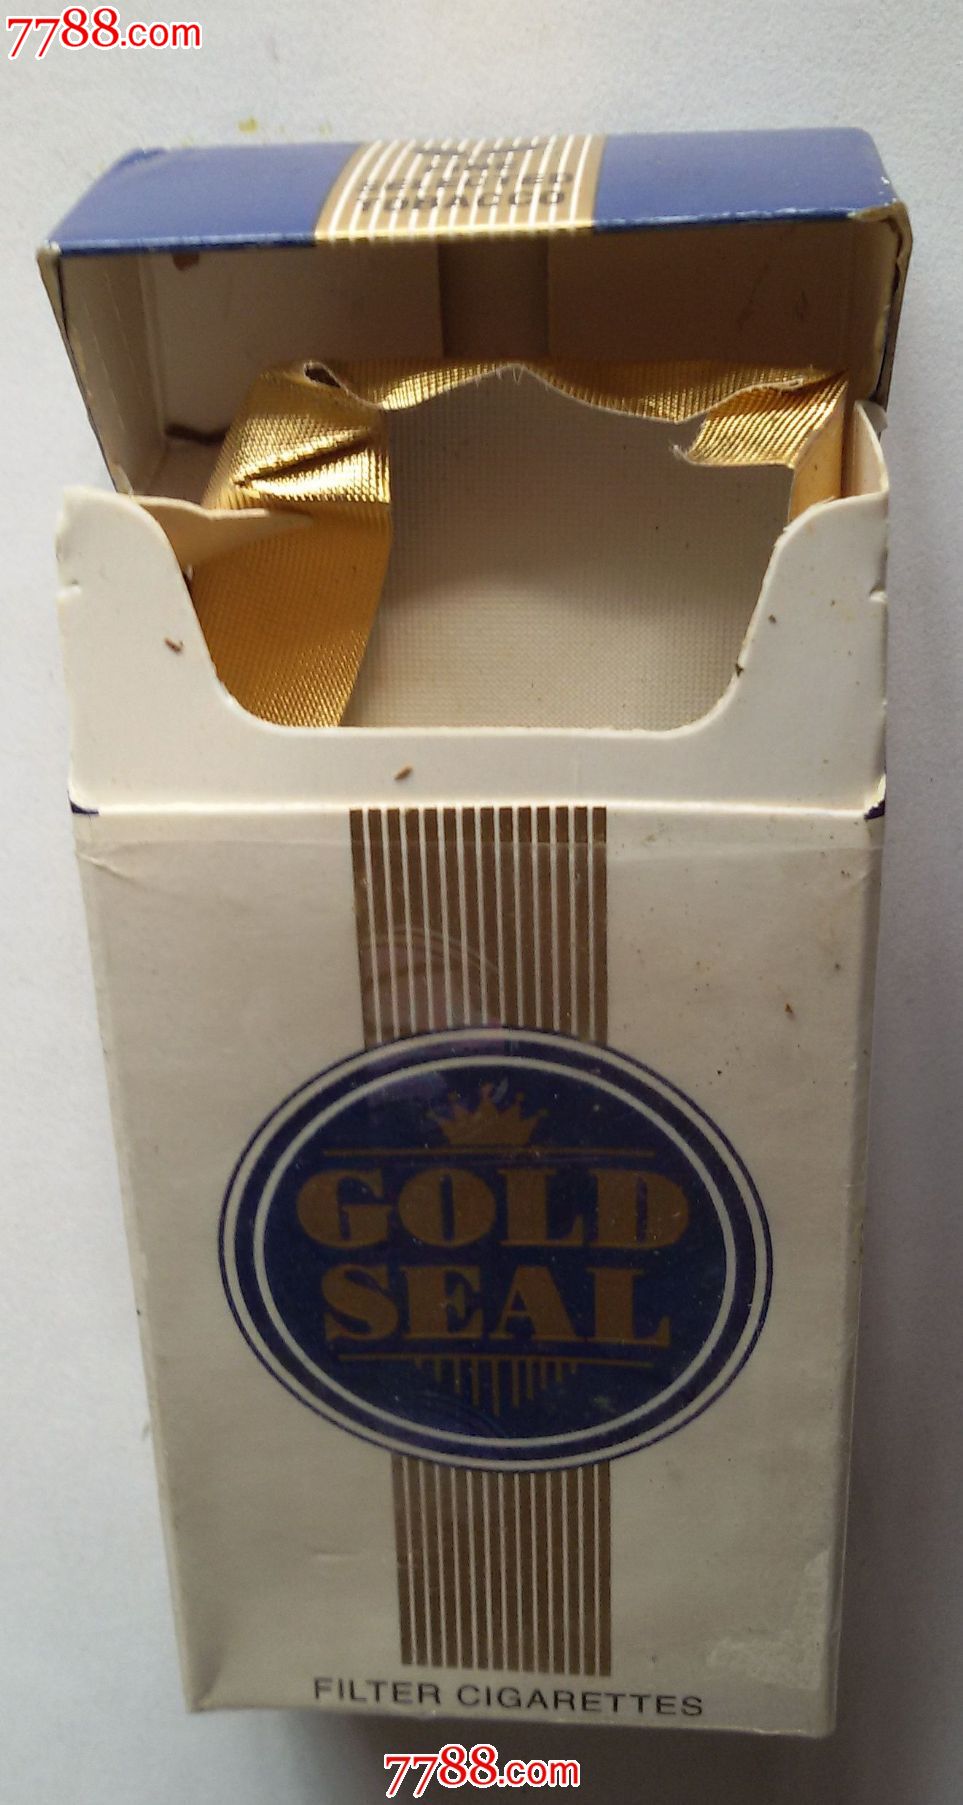 7788.com
SELECTED
TOBACCO
GOLD
SEAL
FILTER CIGARETTES
7788.com